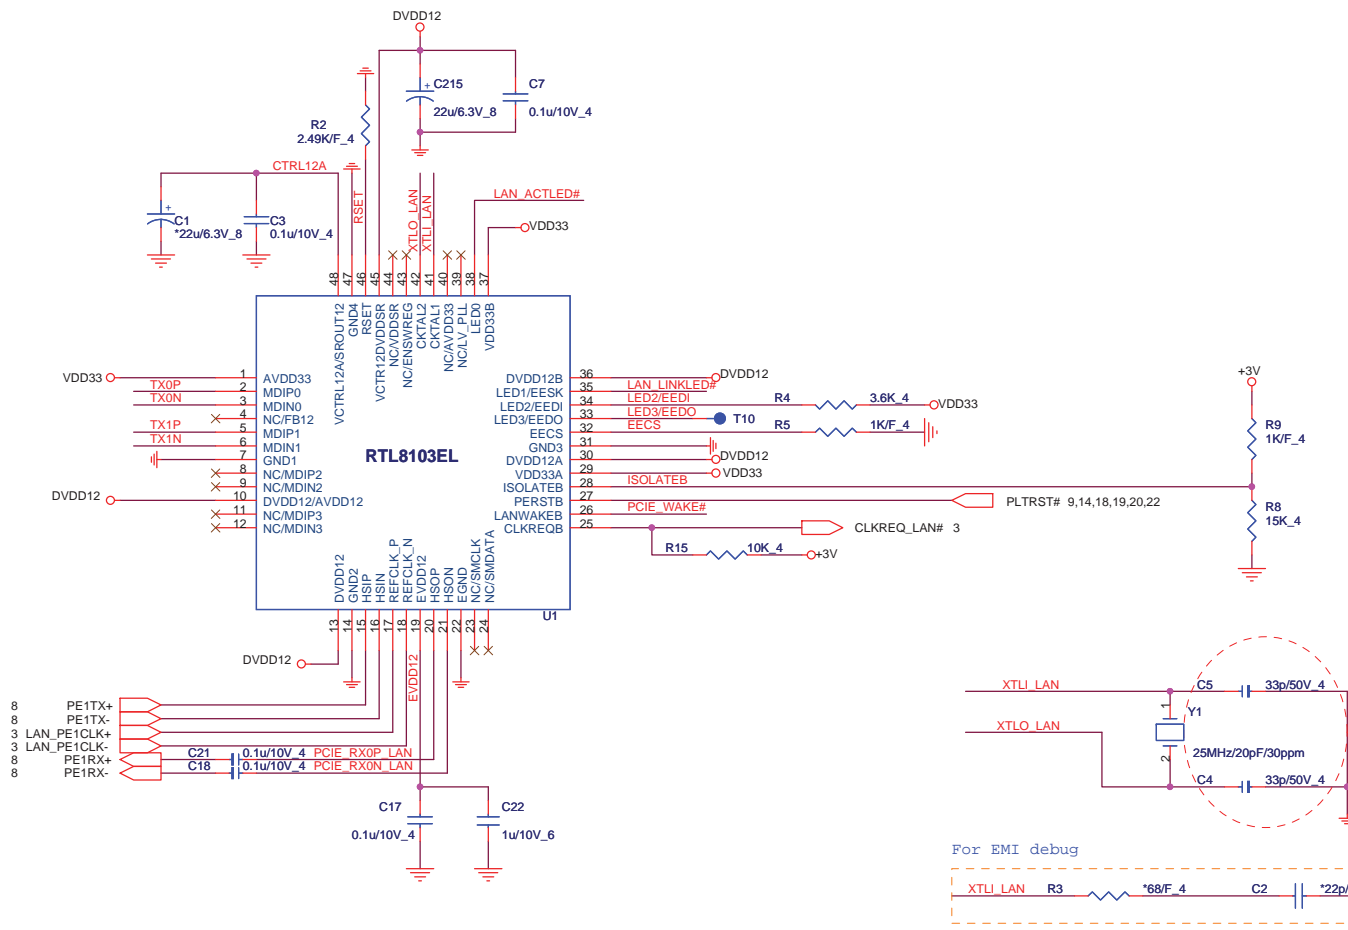 DVDD12
C215
22u/6.3V_8
C7
0.1u/10V_4
R2
2.49K/F_4
CTRL12A
C1
*22u/6.3V_8
C3
0.1u/10V_4
RSET
XTLO_LAN
XTLI_LAN
LAN_ACTLED#
VDD33
48 47 46 45 44 43 42 41 40 39 38 37
VCTRL12A/SROUT12
GND4
RSET
VCTR12DVDDSR
NC/VDDSR
NC/ENSWREG
CKTAL2
CKTAL1
NC/AVDD33
NC/LV_PLL
LED0
VDD33B
VDD33
TX0P
TX0N
TX1P
TX1N
DVDD12
1 AVDD33
2 MDIP0
3 MDIN0
4 NC/FB12
5 MDIP1
6 MDIN1
7 GND1
8 NC/MDIP2
9 NC/MDIN2
10 DVDD12/AVDD12
11 NC/MDIP3
12 NC/MDIN3
RTL8103EL
DVDD12B 36 DVDD12
LED1/EESK 35 LAN_LINKLED#
LED2/EEDI 34 LED2/EEDI R4 3.6K_4 VDD33
LED3/EEDO 33 LED3/EEDO T10
EECS 32 EECS R5 1K/F_4
GND3 31
DVDD12A 30 DVDD12
VDD33A 29 VDD33
ISOLATEB 28 ISOLATEB
PERSTB 27 PLTRST# 9,14,18,19,20,22
LANWAKEB 26 PCIE_WAKE#
CLKREQB 25 CLKREQ_LAN# 3
R15 10K_4 +3V
+3V
R9
1K/F_4
R8
15K_4
DVDD12
GND2
HSIP
HSIN
REFCLK_P
REFCLK_N
EVDD12
HSOP
HSON
EGND
NC/SMCLK
NC/SMDATA
U1
13 14 15 16 17 18 19 20 21 22 23 24
DVDD12
EVDD12
8 PE1TX+
8 PE1TX-
3 LAN_PE1CLK+
3 LAN_PE1CLK-
8 PE1RX+ C21 0.1u/10V_4 PCIE_RX0P_LAN
8 PE1RX- C18 0.1u/10V_4 PCIE_RX0N_LAN
C17
0.1u/10V_4
C22
1u/10V_6
XTLI_LAN C5 33p/50V_4
1
Y1
XTLO_LAN
25MHz/20pF/30ppm
2
C4 33p/50V_4
For EMI debug
XTLI_LAN R3 *68/F_4 C2 *22p/